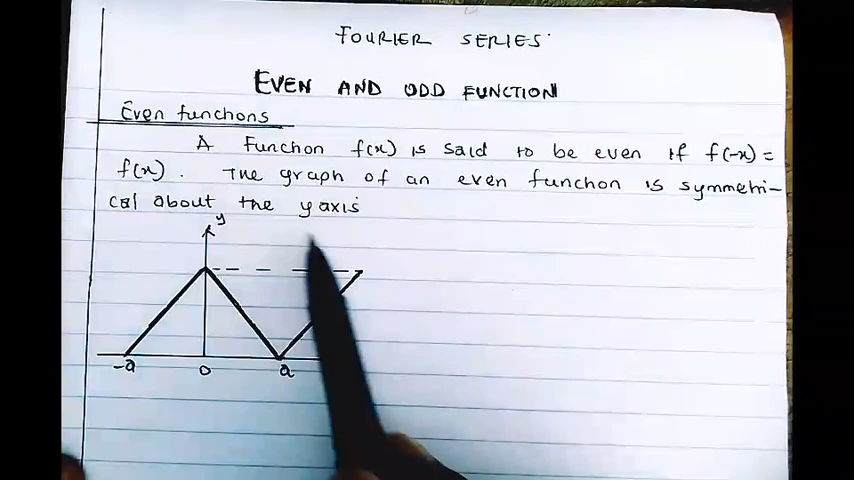 FOURIER SERIES
EVEN AND ODD FUNCTION
Even functions
A Function f(x) is said to be even if f(-x) =
f(x). The graph of an even function is symmetri-
cal about the y axis
y
-a 0 a